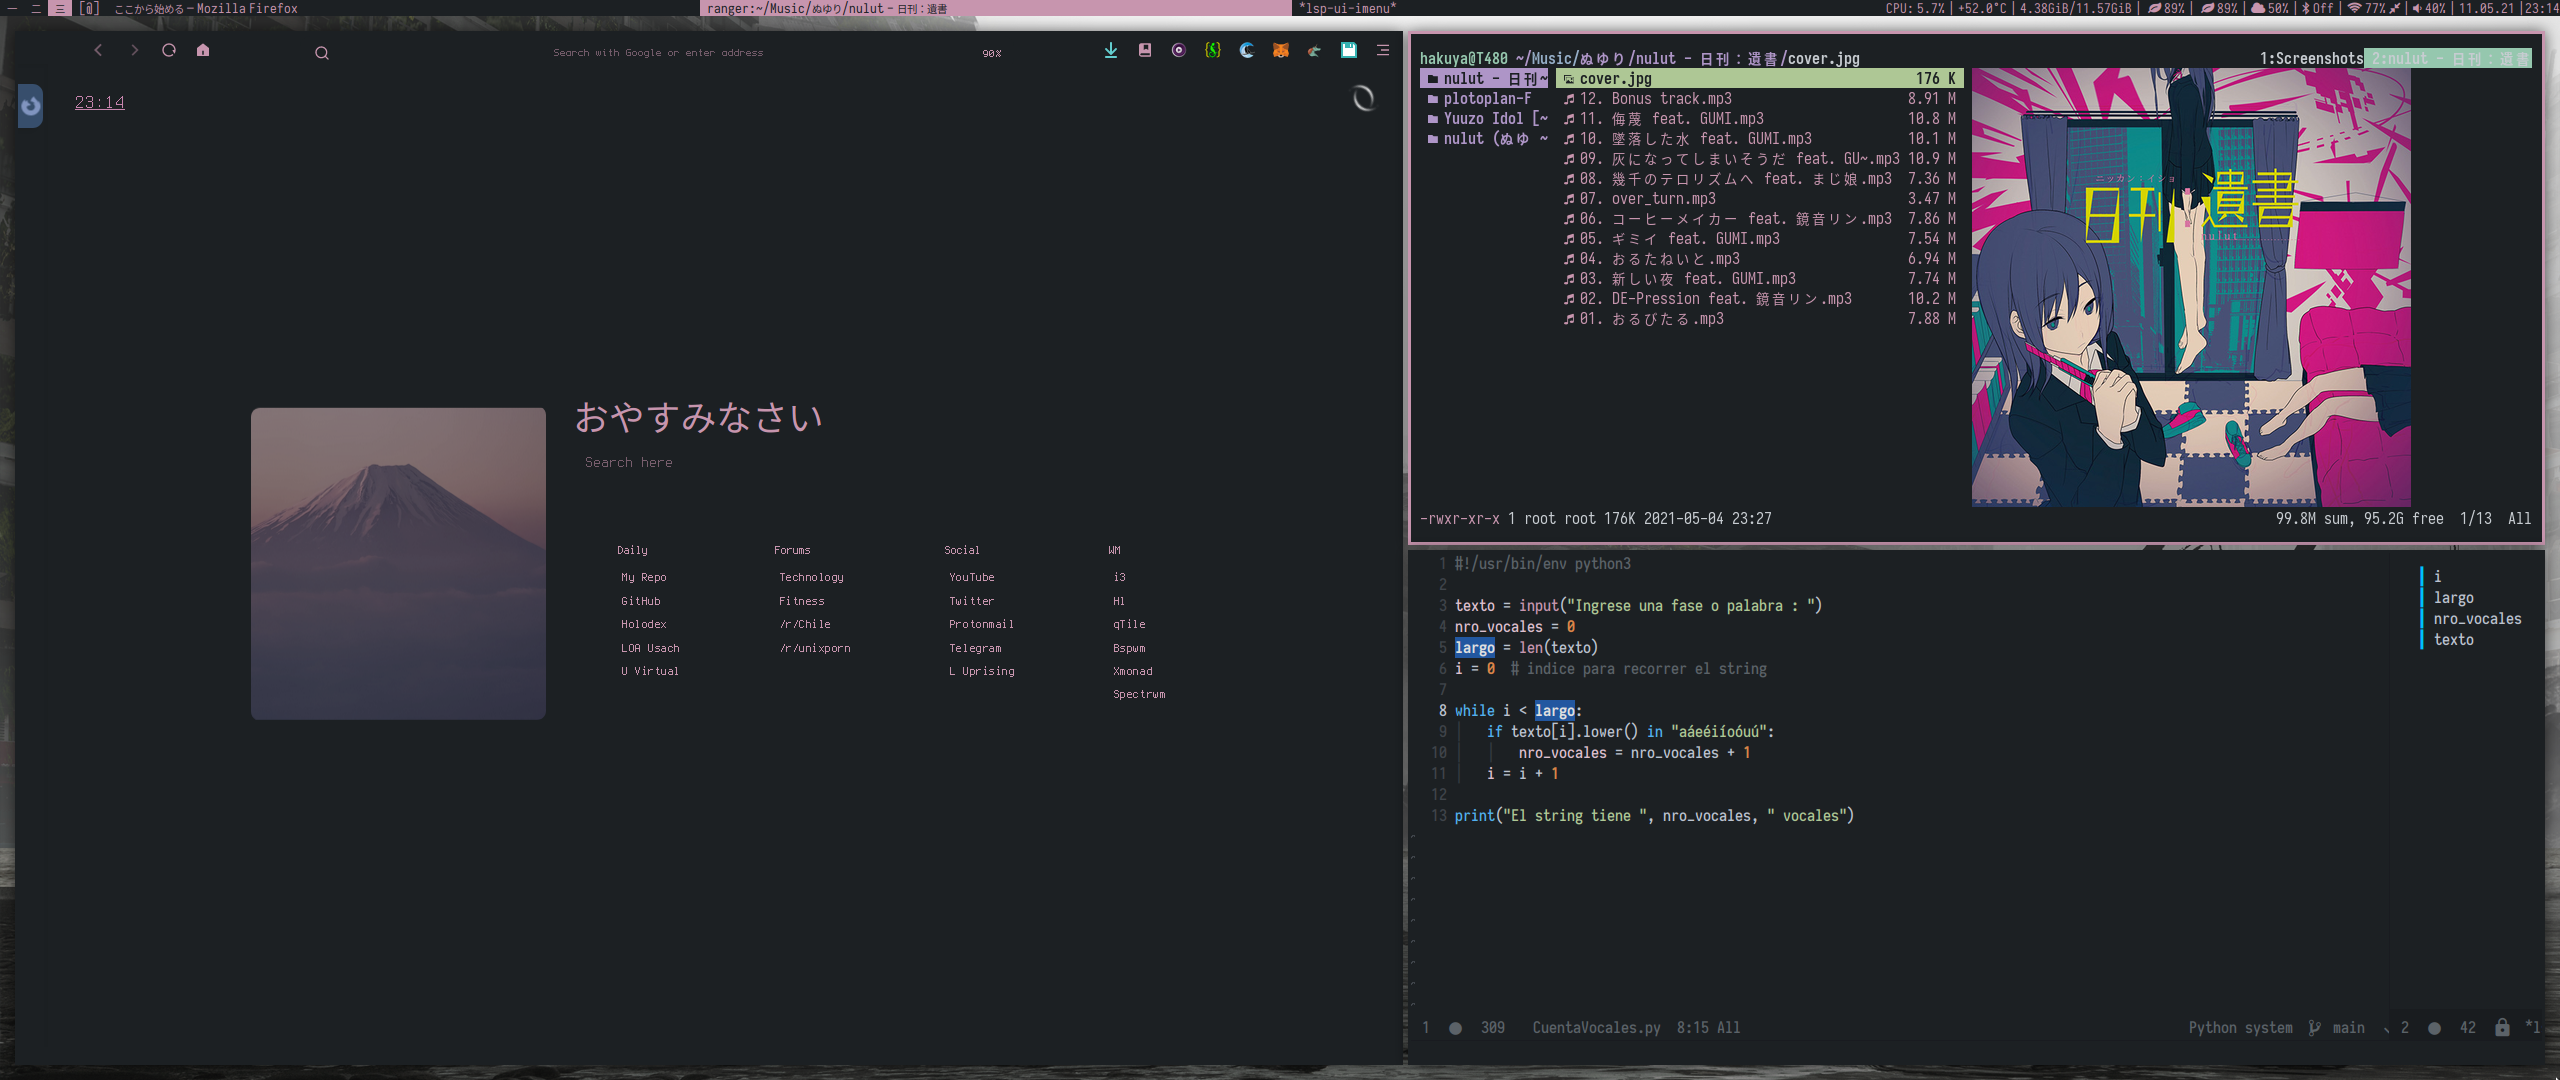 一 二 三 [@] ここから始める — Mozilla Firefox
ranger:~/Music/ぬゆり/nulut - 日刊：遺書
*lsp-ui-imenu*
CPU: 5.7% | +52.0°C | 4.38GiB/11.57GiB | 89% | 89% | 50% | Off | 77% | 40% | 11.05.21 | 23:14
Search with Google or enter address
90%
23:14
おやすみなさい
Search here
Daily
My Repo
GitHub
Holodex
LOA Usach
U Virtual
Forums
Technology
Fitness
/r/Chile
/r/unixporn
Social
YouTube
Twitter
Protonmail
Telegram
L Uprising
WM
i3
Hl
qTile
Bspwm
Xmonad
Spectrwm
hakuya@T480 ~/Music/ぬゆり/nulut - 日刊：遺書/cover.jpg
1:Screenshots 2:nulut - 日刊：遺書
nulut - 日刊~
plotoplan-F
Yuuzo Idol [~
nulut (ぬゆ ~
cover.jpg 176 K
12. Bonus track.mp3 8.91 M
11. 侮蔑 feat. GUMI.mp3 10.8 M
10. 墜落した水 feat. GUMI.mp3 10.1 M
09. 灰になってしまいそうだ feat. GU~.mp3 10.9 M
08. 幾千のテロリズムへ feat. まじ娘.mp3 7.36 M
07. over_turn.mp3 3.47 M
06. コーヒーメイカー feat. 鏡音リン.mp3 7.86 M
05. ギミイ feat. GUMI.mp3 7.54 M
04. おるたねいと.mp3 6.94 M
03. 新しい夜 feat. GUMI.mp3 7.74 M
02. DE-Pression feat. 鏡音リン.mp3 10.2 M
01. おるびたる.mp3 7.88 M
ニッカン：イショ
日刊：遺書
nulut
-rwxr-xr-x 1 root root 176K 2021-05-04 23:27
99.8M sum, 95.2G free 1/13 All
1 #!/usr/bin/env python3
2
3 texto = input("Ingrese una fase o palabra : ")
4 nro_vocales = 0
5 largo = len(texto)
6 i = 0 # indice para recorrer el string
7
8 while i < largo:
9 if texto[i].lower() in "aáeéiíoóuú":
10 nro_vocales = nro_vocales + 1
11 i = i + 1
12
13 print("El string tiene ", nro_vocales, " vocales")
i
largo
nro_vocales
texto
1 ● 309 CuentaVocales.py 8:15 All
Python system main
2 ● 42 *l